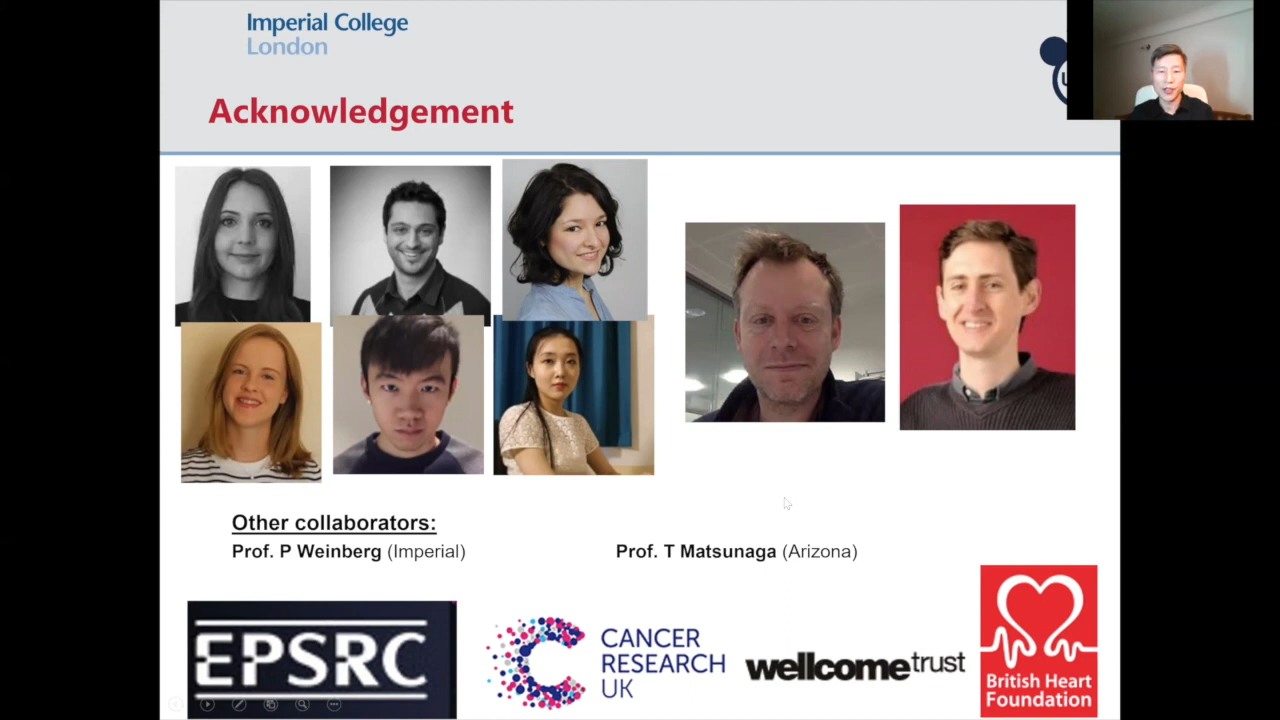 Imperial College
London
Acknowledgement
Other collaborators:
Prof. P Weinberg (Imperial)
Prof. T Matsunaga (Arizona)
EPSRC
CANCER
RESEARCH
UK
wellcometrust
British Heart
Foundation